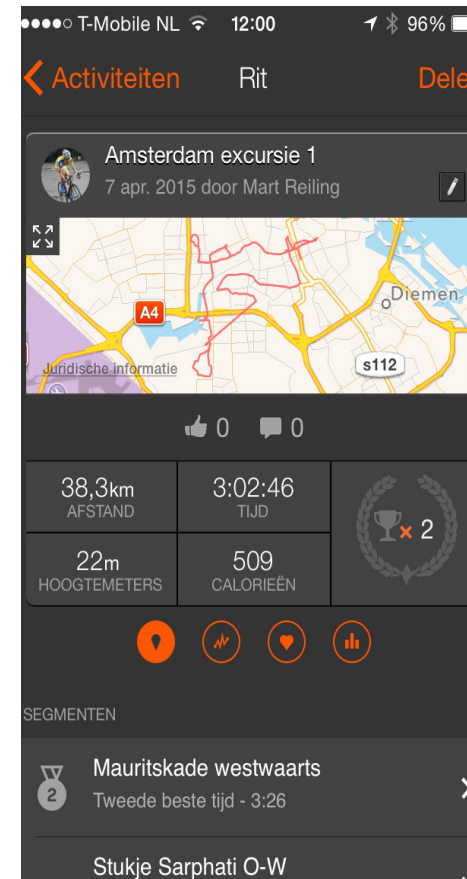 T-Mobile NL 12:00 96%
Activiteiten Rit Dele
Amsterdam excursie 1
7 apr. 2015 door Mart Reiling
Diemen
A4
s112
Juridische informatie
0 0
38,3km 3:02:46
AFSTAND TIJD
× 2
22m 509
HOOGTEMETERS CALORIEËN
SEGMENTEN
Mauritskade westwaarts
2
Tweede beste tijd - 3:26
Stukje Sarphati O-W